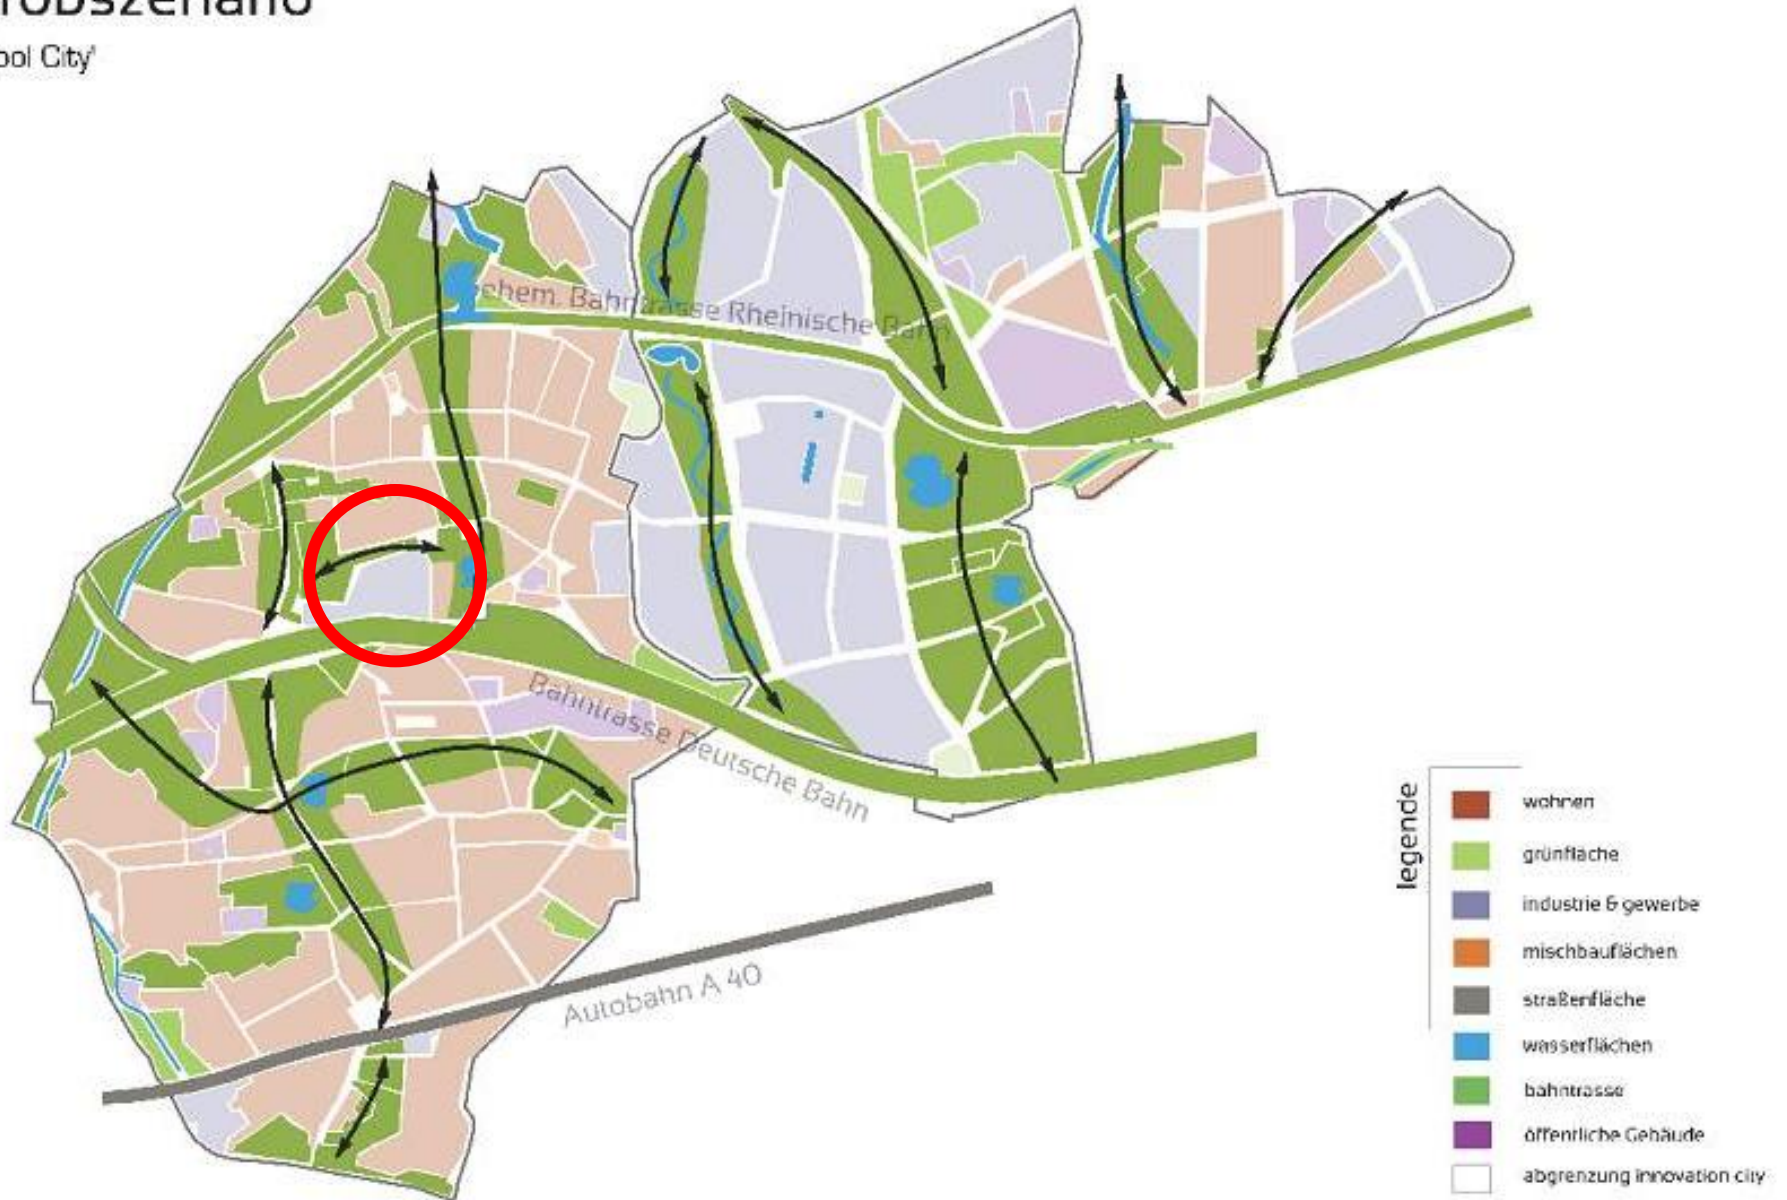 ool City'
ehem. Bahntrasse Rheinische Bahn
Bahntrasse Deutsche Bahn
Autobahn A 40
legende
wohnen
grünfläche
industrie & gewerbe
mischbauflächen
straßenfläche
wasserflächen
bahntrasse
öffentliche Gebäude
abgrenzung innovation city